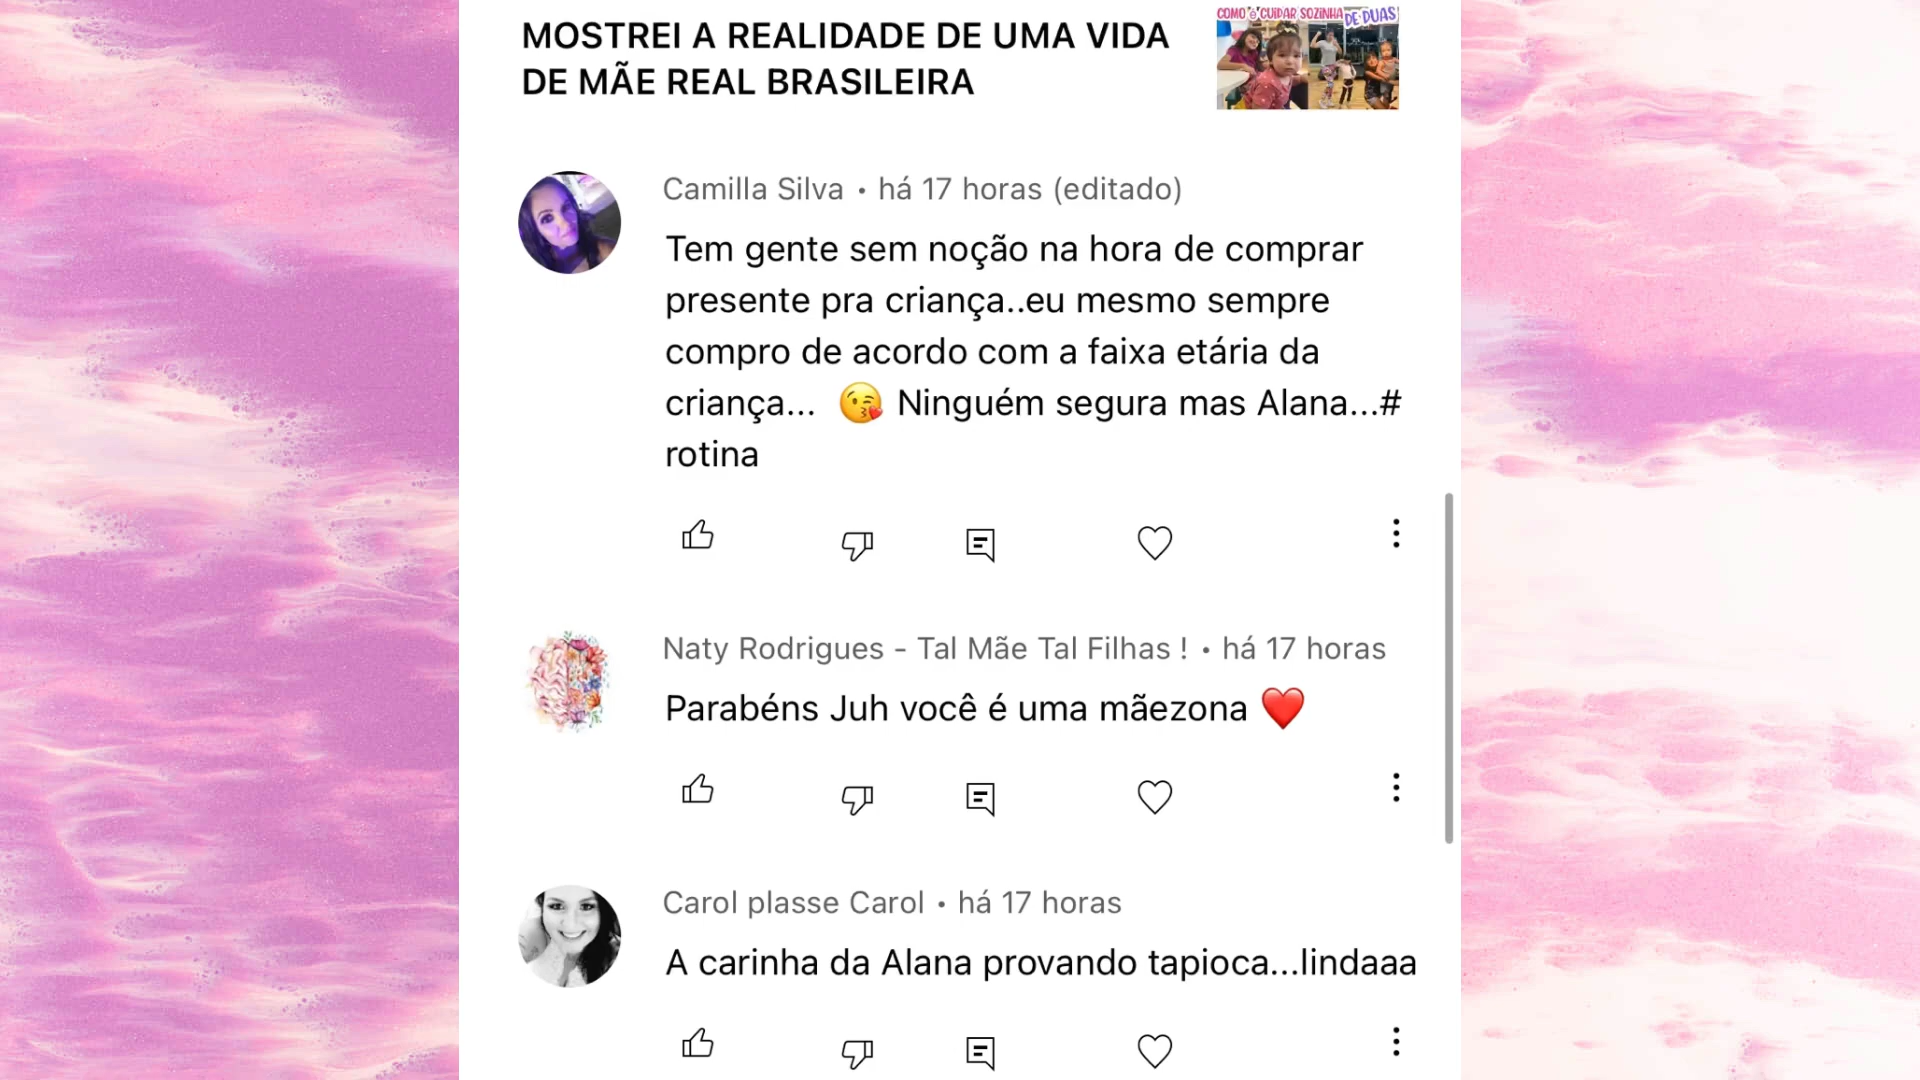 MOSTREI A REALIDADE DE UMA VIDA
DE MÃE REAL BRASILEIRA
COMO é CUIDAR SOZINHA DE DUAS
Camilla Silva • há 17 horas (editado)
Tem gente sem noção na hora de comprar
presente pra criança..eu mesmo sempre
compro de acordo com a faixa etária da
criança... 😘 Ninguém segura mas Alana...#
rotina
Naty Rodrigues - Tal Mãe Tal Filhas ! • há 17 horas
Parabéns Juh você é uma mãezona ❤️
Carol plasse Carol • há 17 horas
A carinha da Alana provando tapioca...lindaaa